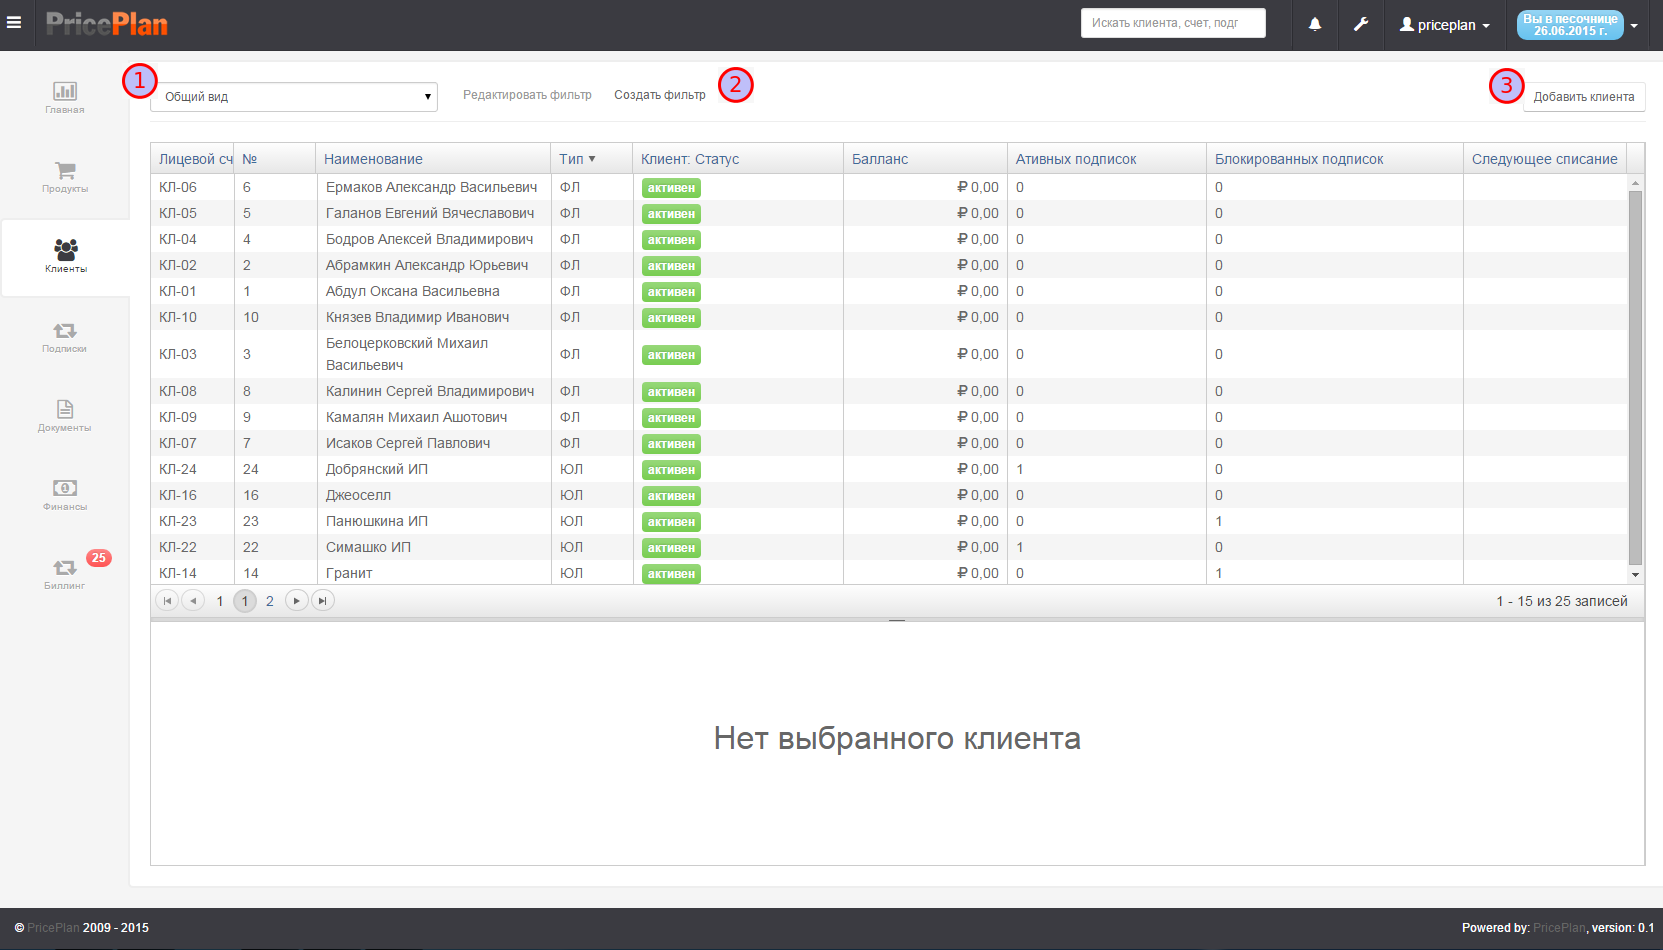 PricePlan
Искать клиента, счет, подг
priceplan
Вы в песочнице
26.06.2015 г.
Главная
Продукты
Клиенты
Подписки
Документы
Финансы
25
Биллинг
1
Общий вид
Редактировать фильтр
Создать фильтр
2
3
Добавить клиента
Лицевой сч № Наименование Тип Клиент: Статус Балланс Ативных подписок Блокированных подписок Следующее списание
КЛ-06 6 Ермаков Александр Васильевич ФЛ активен ₽ 0,00 0 0
КЛ-05 5 Галанов Евгений Вячеславович ФЛ активен ₽ 0,00 0 0
КЛ-04 4 Бодров Алексей Владимирович ФЛ активен ₽ 0,00 0 0
КЛ-02 2 Абрамкин Александр Юрьевич ФЛ активен ₽ 0,00 0 0
КЛ-01 1 Абдул Оксана Васильевна ФЛ активен ₽ 0,00 0 0
КЛ-10 10 Князев Владимир Иванович ФЛ активен ₽ 0,00 0 0
КЛ-03 3 Белоцерковский Михаил
Васильевич ФЛ активен ₽ 0,00 0 0
КЛ-08 8 Калинин Сергей Владимирович ФЛ активен ₽ 0,00 0 0
КЛ-09 9 Камалян Михаил Ашотович ФЛ активен ₽ 0,00 0 0
КЛ-07 7 Исаков Сергей Павлович ФЛ активен ₽ 0,00 0 0
КЛ-24 24 Добрянский ИП ЮЛ активен ₽ 0,00 1 0
КЛ-16 16 Джеоселл ЮЛ активен ₽ 0,00 0 0
КЛ-23 23 Панюшкина ИП ЮЛ активен ₽ 0,00 0 1
КЛ-22 22 Симашко ИП ЮЛ активен ₽ 0,00 1 0
КЛ-14 14 Гранит ЮЛ активен ₽ 0,00 0 1
1 1 2
1 - 15 из 25 записей
Нет выбранного клиента
© PricePlan 2009 - 2015
Powered by: PricePlan, version: 0.1